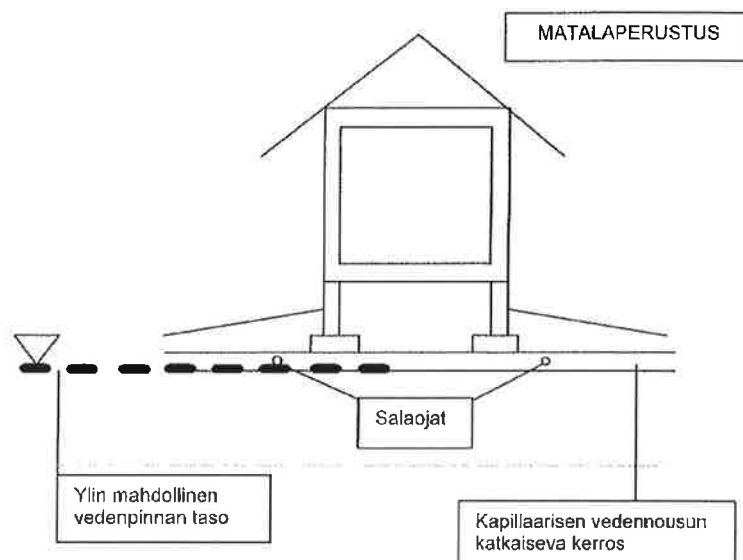 MATALAPERUSTUS
Salaojat
Ylin mahdollinen
vedenpinnan taso
Kapillaarisen vedennousun
katkaiseva kerros